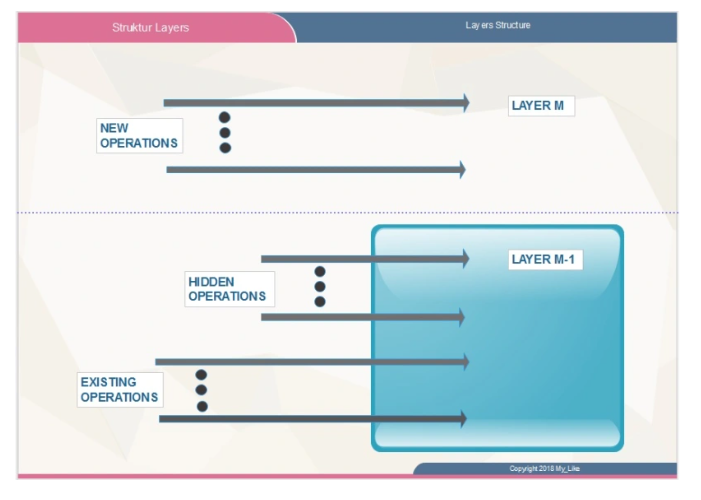 Struktur Layers
Layers Structure
LAYER M
NEW
OPERATIONS
LAYER M-1
HIDDEN
OPERATIONS
EXISTING
OPERATIONS
Copyright 2018 My_Like